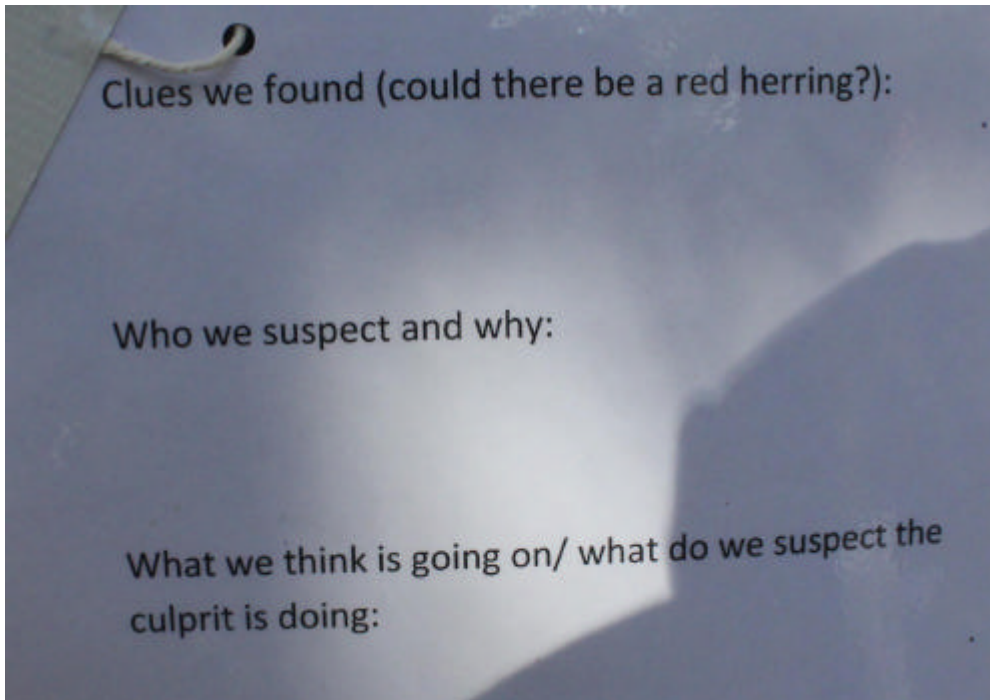 Clues we found (could there be a red herring?):
Who we suspect and why:
What we think is going on/ what do we suspect the
culprit is doing: